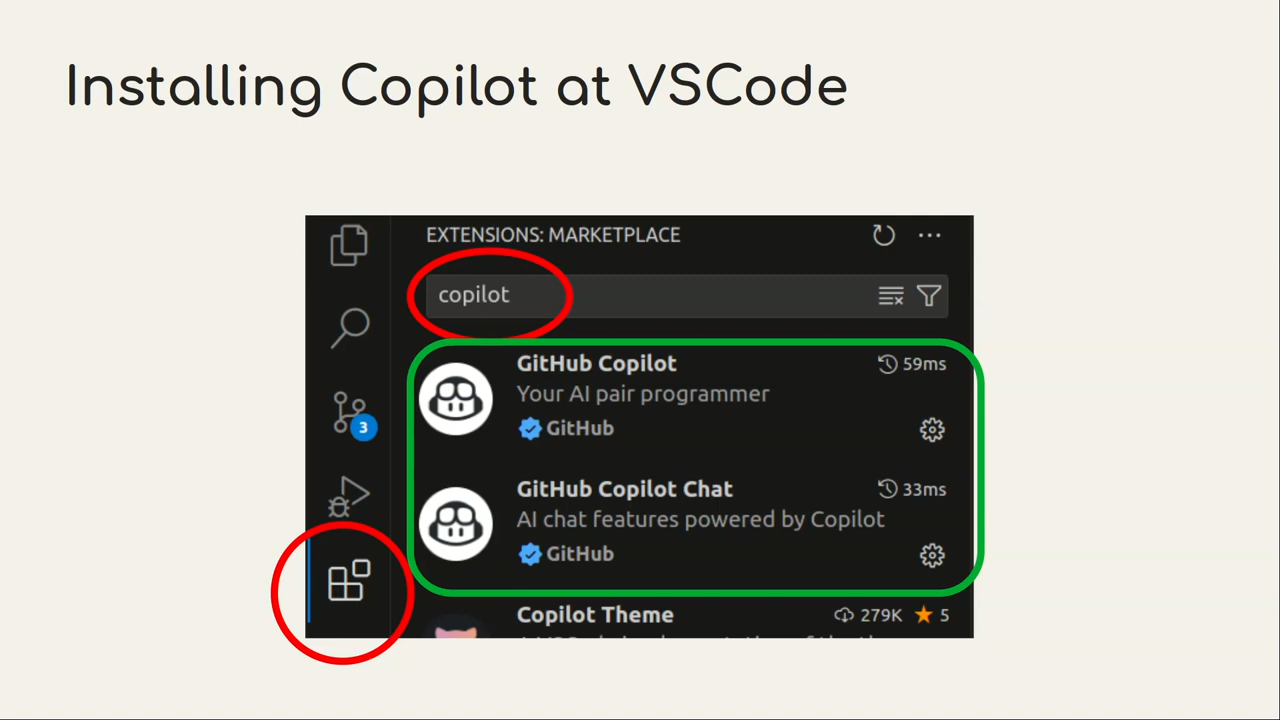 Installing Copilot at VSCode
EXTENSIONS: MARKETPLACE
copilot
GitHub Copilot 59ms
Your AI pair programmer
GitHub
3
GitHub Copilot Chat 33ms
AI chat features powered by Copilot
GitHub
Copilot Theme 279K 5